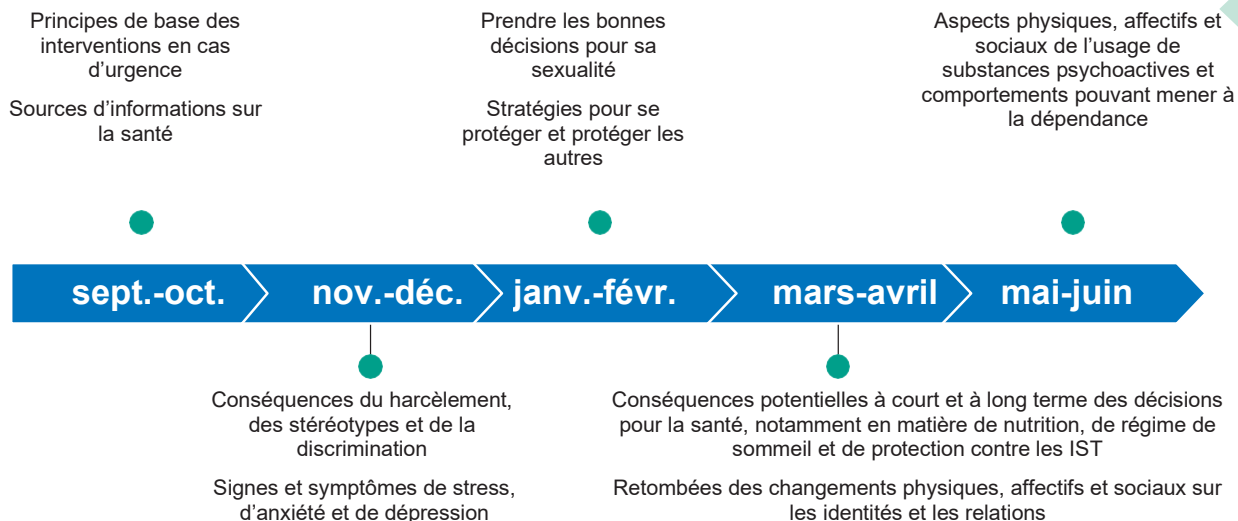 Principes de base des
interventions en cas
d’urgence
Sources d’informations sur
la santé
Prendre les bonnes
décisions pour sa
sexualité
Stratégies pour se
protéger et protéger les
autres
Aspects physiques, affectifs et
sociaux de l’usage de
substances psychoactives et
comportements pouvant mener à
la dépendance
sept.-oct.
nov.-déc.
janv.-févr.
mars-avril
mai-juin
Conséquences du harcèlement,
des stéréotypes et de la
discrimination
Signes et symptômes de stress,
d’anxiété et de dépression
Conséquences potentielles à court et à long terme des décisions
pour la santé, notamment en matière de nutrition, de régime de
sommeil et de protection contre les IST
Retombées des changements physiques, affectifs et sociaux sur
les identités et les relations